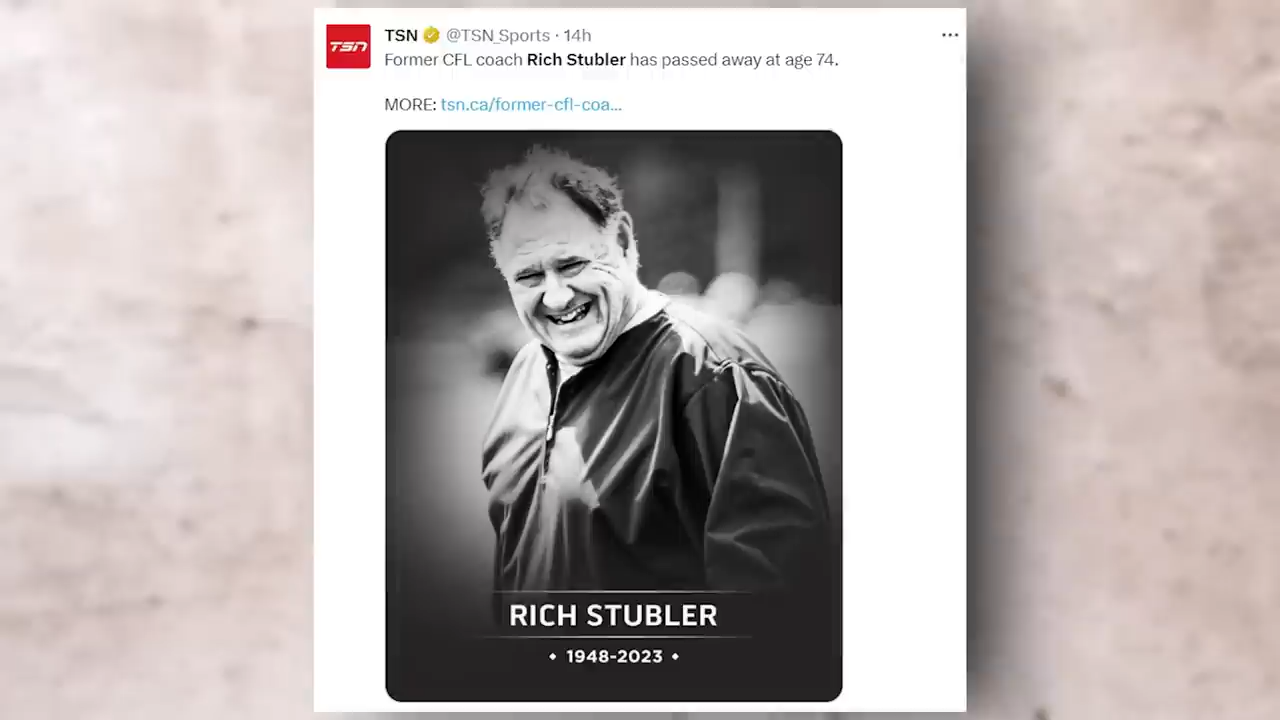 TSN
TSN @TSN_Sports · 14h
Former CFL coach Rich Stubler has passed away at age 74.
MORE: tsn.ca/former-cfl-coa...
RICH STUBLER
1948-2023